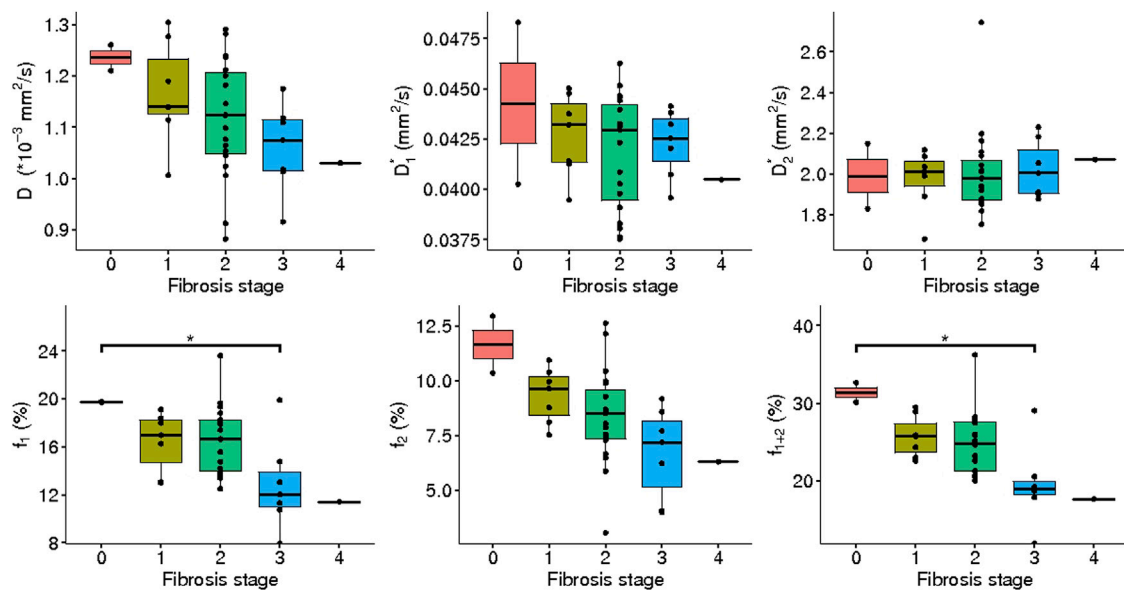 D (*10⁻³ mm²/s)
1.3
1.2
1.1
1.0
0.9
0 1 2 3 4
Fibrosis stage
D*₁ (mm²/s)
0.0475
0.0450
0.0425
0.0400
0.0375
0 1 2 3 4
Fibrosis stage
D*₂ (mm²/s)
2.6
2.4
2.2
2.0
1.8
0 1 2 3 4
Fibrosis stage
f₁ (%)
24
20
16
12
8
*
0 1 2 3 4
Fibrosis stage
f₂ (%)
12.5
10.0
7.5
5.0
0 1 2 3 4
Fibrosis stage
f₁₊₂ (%)
40
30
20
*
0 1 2 3 4
Fibrosis stage